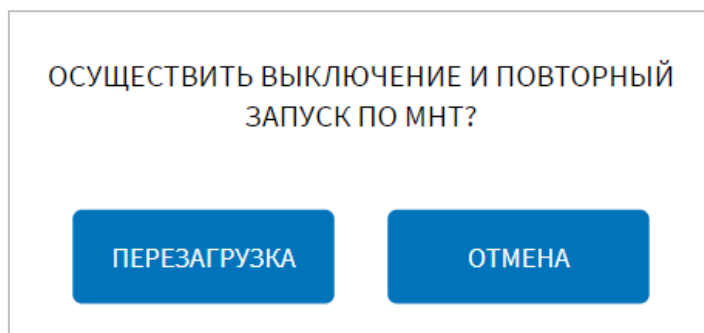 ОСУЩЕСТВИТЬ ВЫКЛЮЧЕНИЕ И ПОВТОРНЫЙ
ЗАПУСК ПО МНТ?
ПЕРЕЗАГРУЗКА
ОТМЕНА